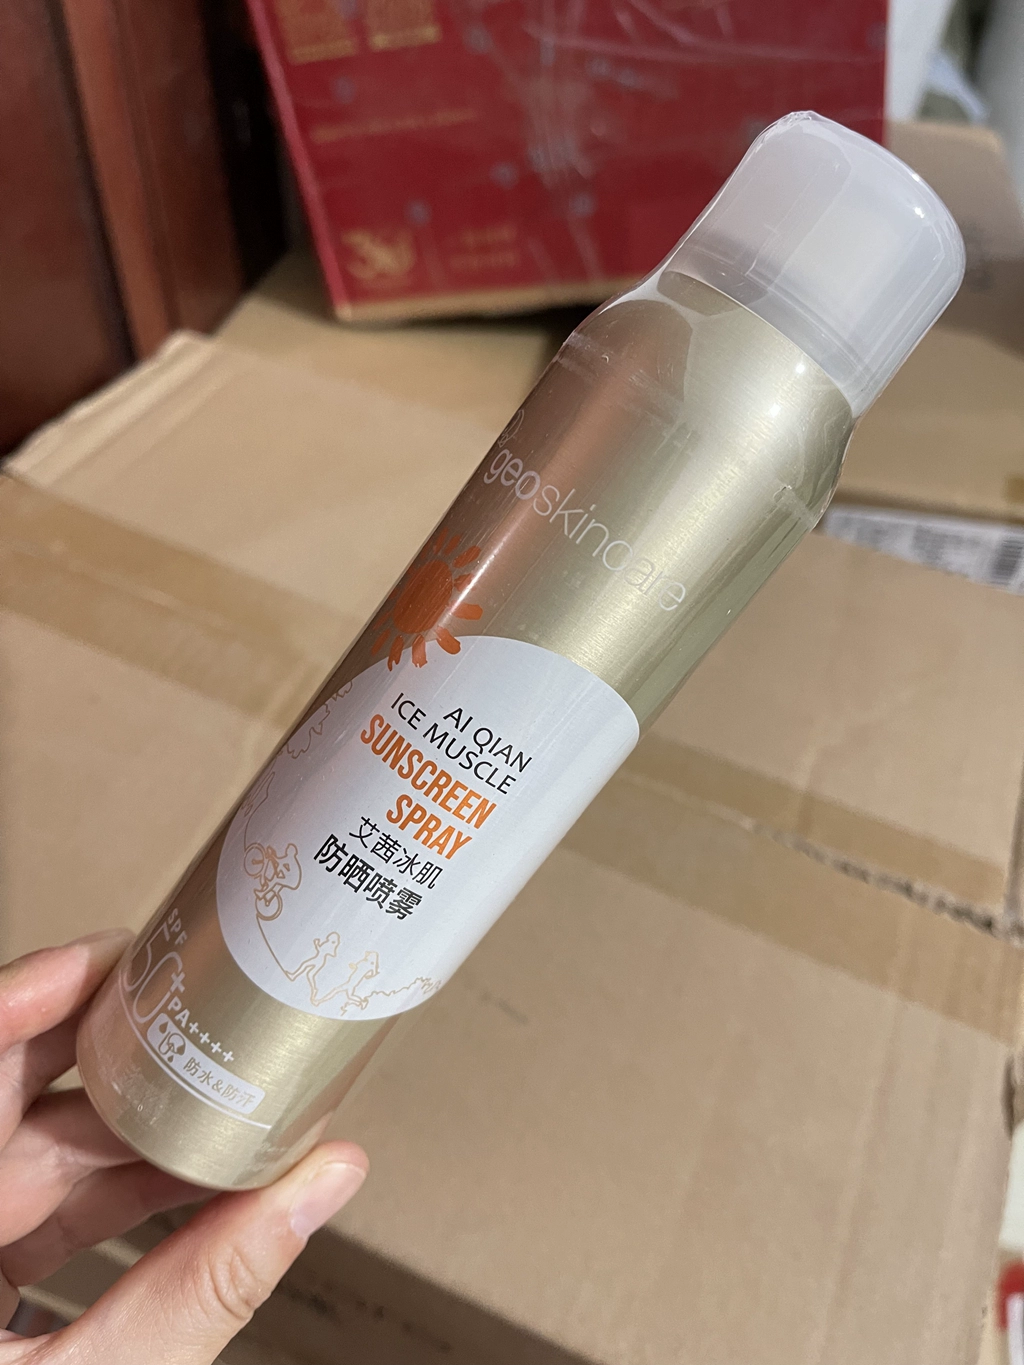 geoskincare
AI QIAN
ICE MUSCLE
SUNSCREEN
SPRAY
艾茜冰肌
防晒喷雾
SPF
50+
PA++++
防水&防汗